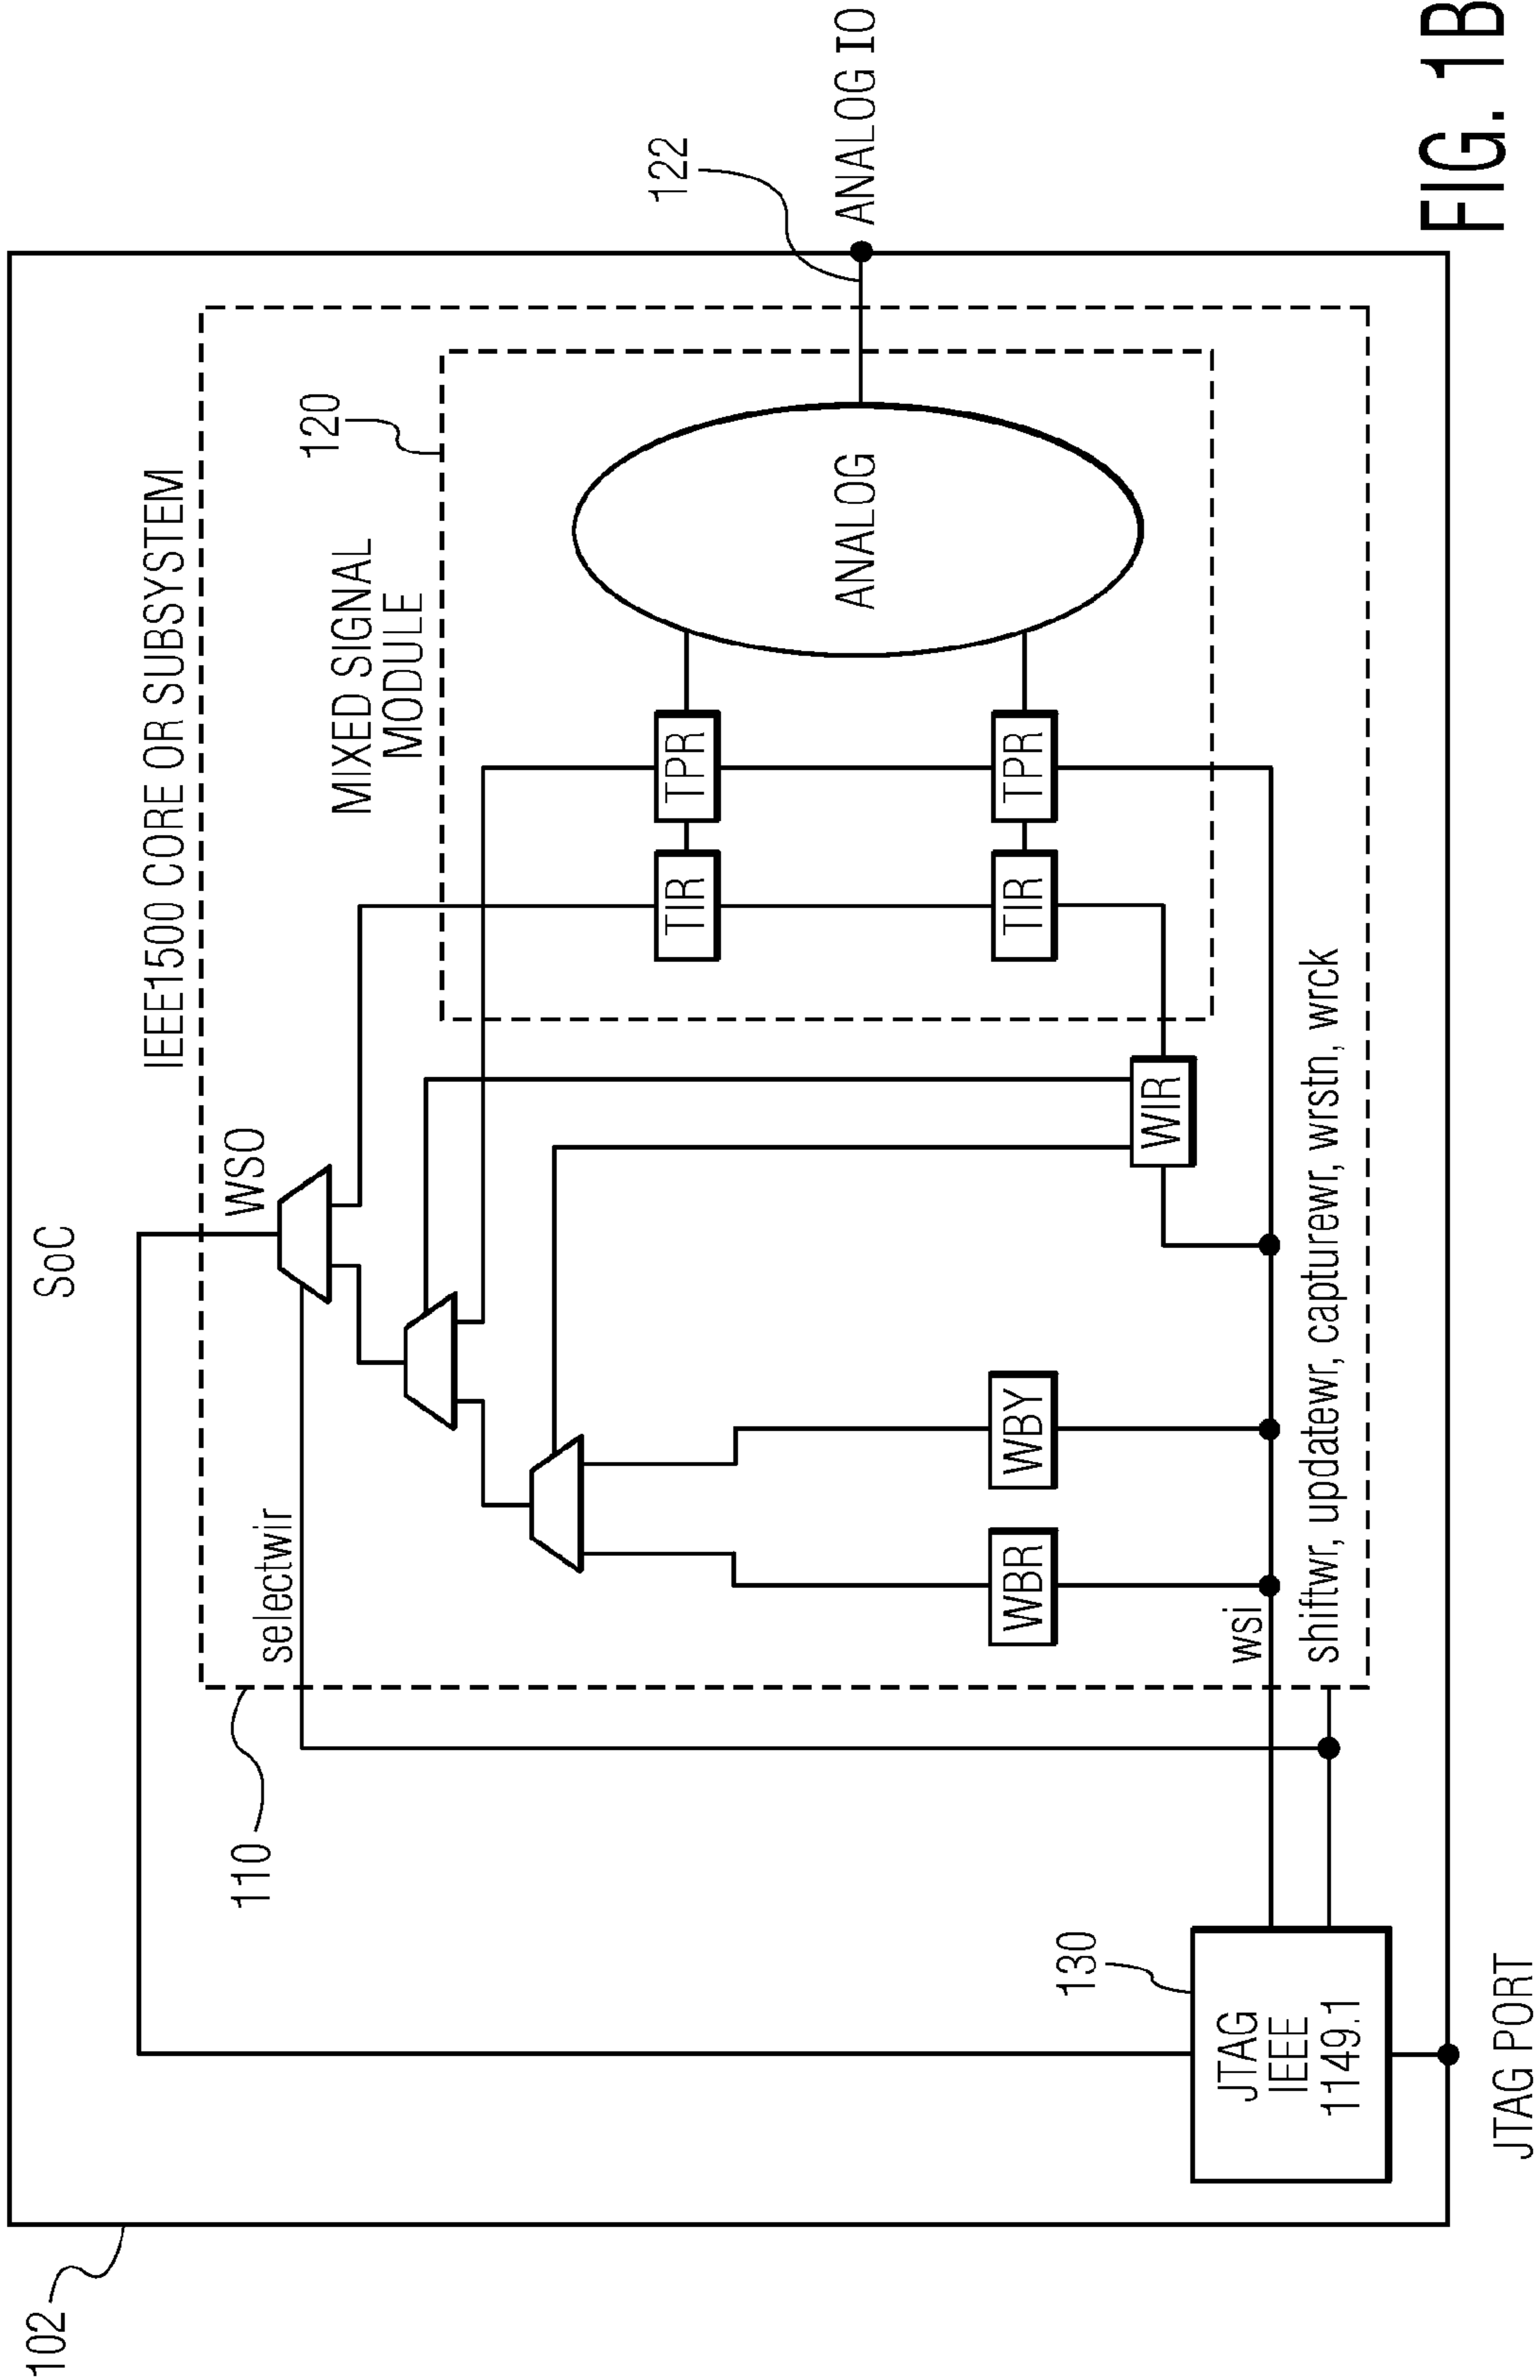 102
SoC
IEEE1500 CORE OR SUBSYSTEM
110
WSO
selectwir
MIXED SIGNAL
MODULE
120
122
TIR
TPR
ANALOG
ANALOG IO
WBR
WBY
TIR
TPR
WIR
wsi
shiftwr, updatewr, capturewr, wrstn, wrck
130
JTAG
IEEE
1149.1
JTAG PORT
FIG. 1B